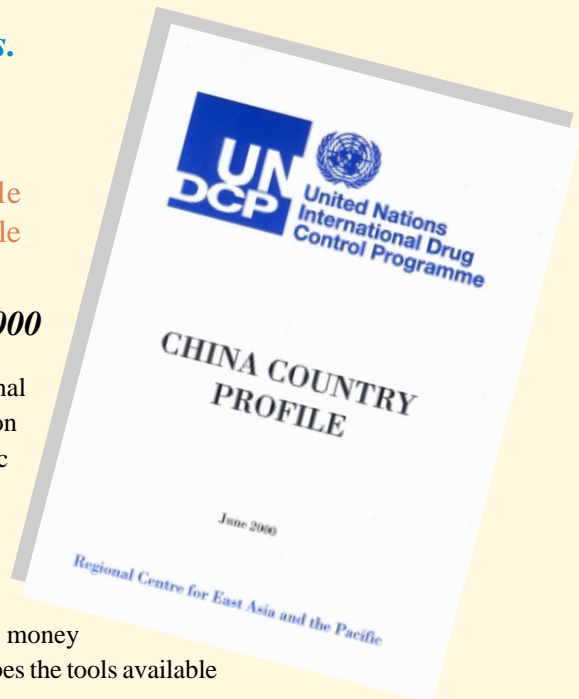 s.
le
le
000
nal
on
c
money
bes the tools available
UN
DCP
United Nations
International Drug
Control Programme
CHINA COUNTRY
PROFILE
June 2000
Regional Centre for East Asia and the Pacific